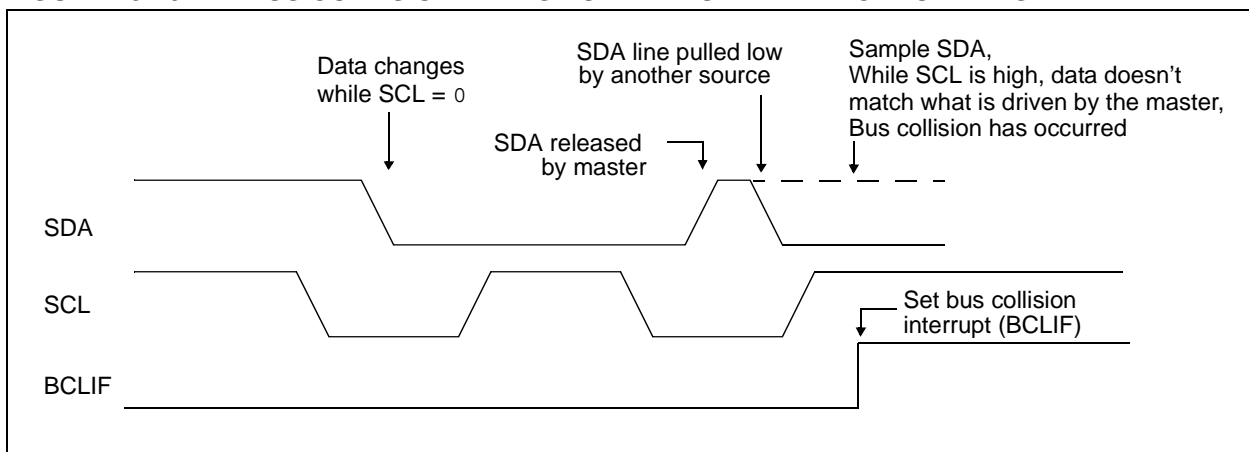 Data changes
while SCL = 0
SDA line pulled low
by another source
Sample SDA,
While SCL is high, data doesn't
match what is driven by the master,
Bus collision has occurred
SDA released
by master
SDA
SCL
Set bus collision
interrupt (BCLIF)
BCLIF